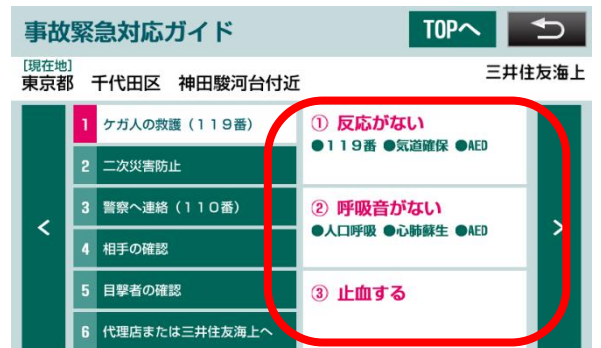 事故緊急対応ガイド
TOPへ
[現在地]
東京都 千代田区 神田駿河台付近
三井住友海上
1 ケガ人の救護（119番）
2 二次災害防止
3 警察へ連絡（110番）
4 相手の確認
5 目撃者の確認
6 代理店または三井住友海上へ
① 反応がない
●119番 ●気道確保 ●AED
② 呼吸音がない
●人口呼吸 ●心肺蘇生 ●AED
③ 止血する